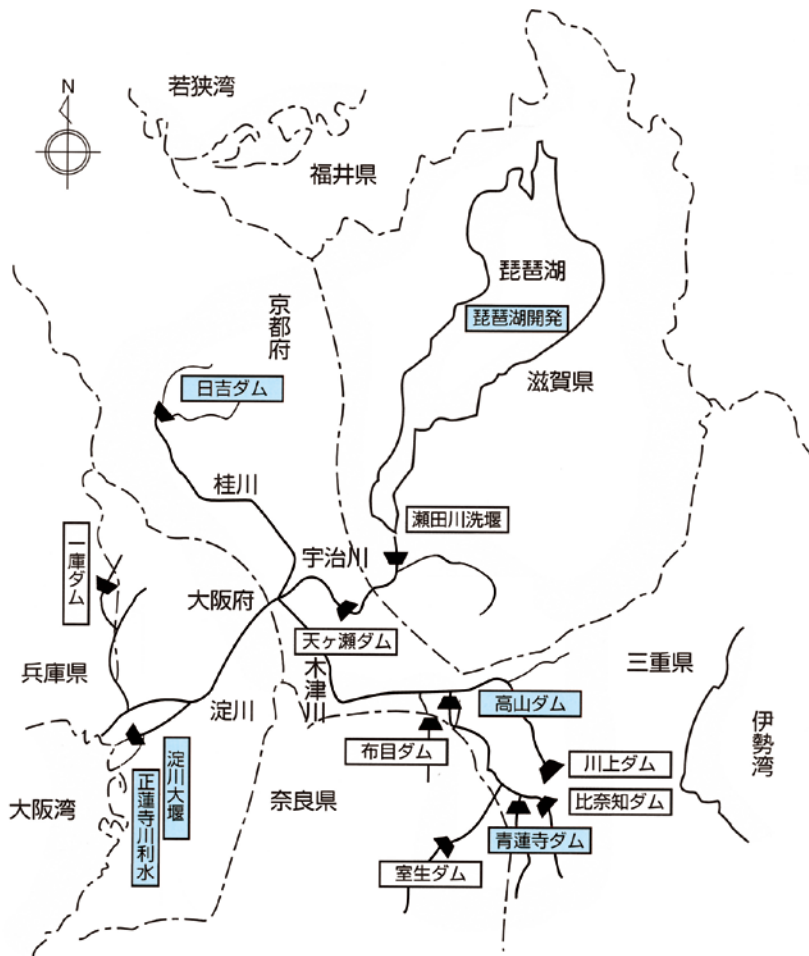 N
若狭湾
福井県
琵琶湖
琵琶湖開発
京都府
滋賀県
日吉ダム
桂川
瀬田川洗堰
宇治川
一庫ダム
大阪府
天ヶ瀬ダム
兵庫県
木津川
三重県
淀川
高山ダム
伊勢湾
布目ダム
川上ダム
淀川大堰
正蓮寺川利水
大阪湾
奈良県
比奈知ダム
青蓮寺ダム
室生ダム